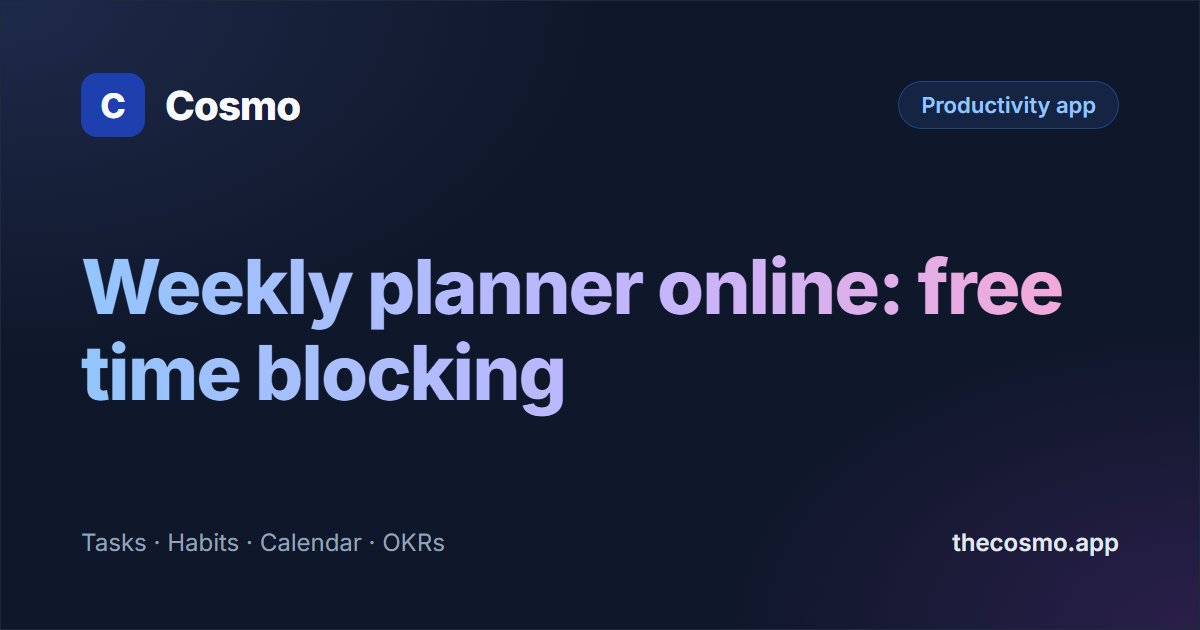 C
Cosmo
Productivity app
Weekly planner online: free
time blocking
Tasks · Habits · Calendar · OKRs
thecosmo.app